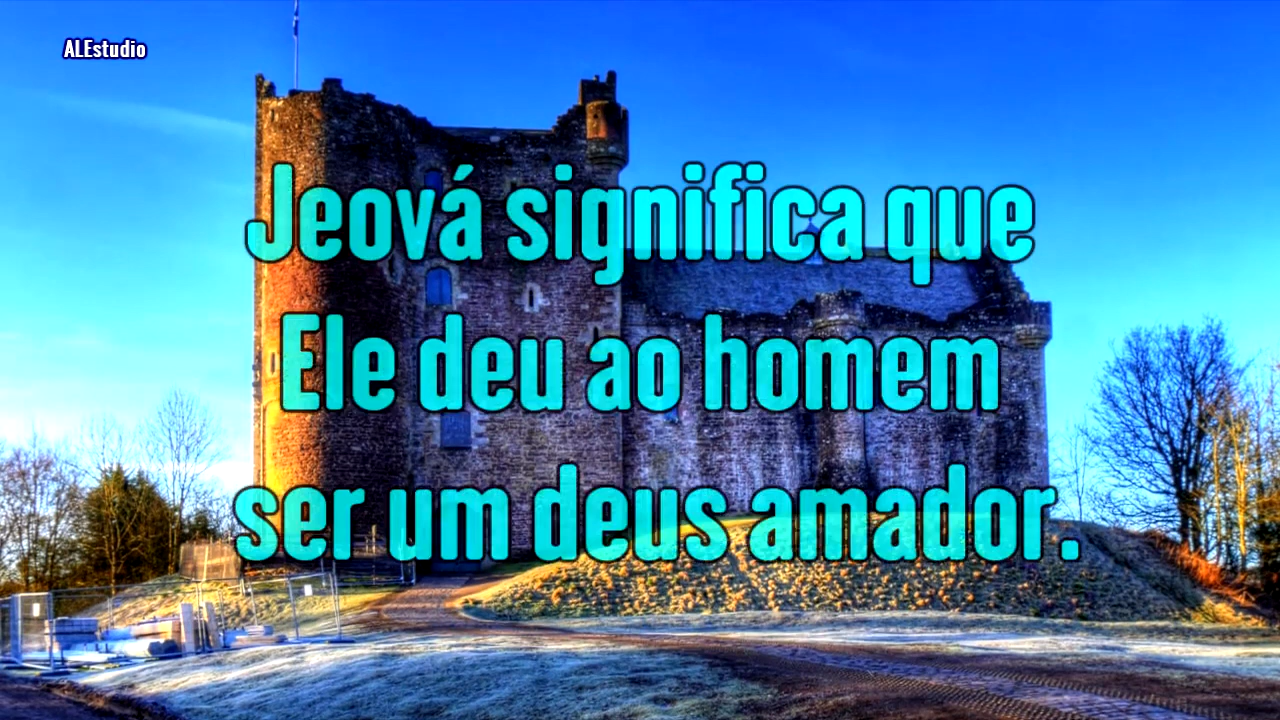 ALEstudio
Jeová significa que
Ele deu ao homem
ser um deus amador.